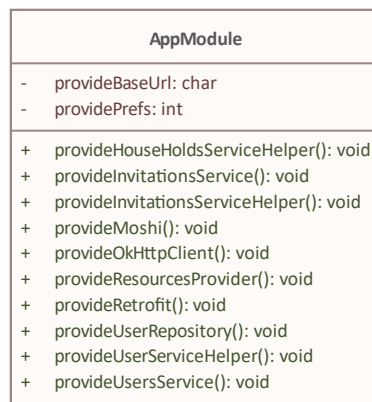 AppModule
- provideBaseUrl: char
- providePrefs: int
+ provideHouseHoldsServiceHelper(): void
+ provideInvitationsService(): void
+ provideInvitationsServiceHelper(): void
+ provideMoshi(): void
+ provideOkHttpClient(): void
+ provideResourcesProvider(): void
+ provideRetrofit(): void
+ provideUserRepository(): void
+ provideUserServiceHelper(): void
+ provideUsersService(): void